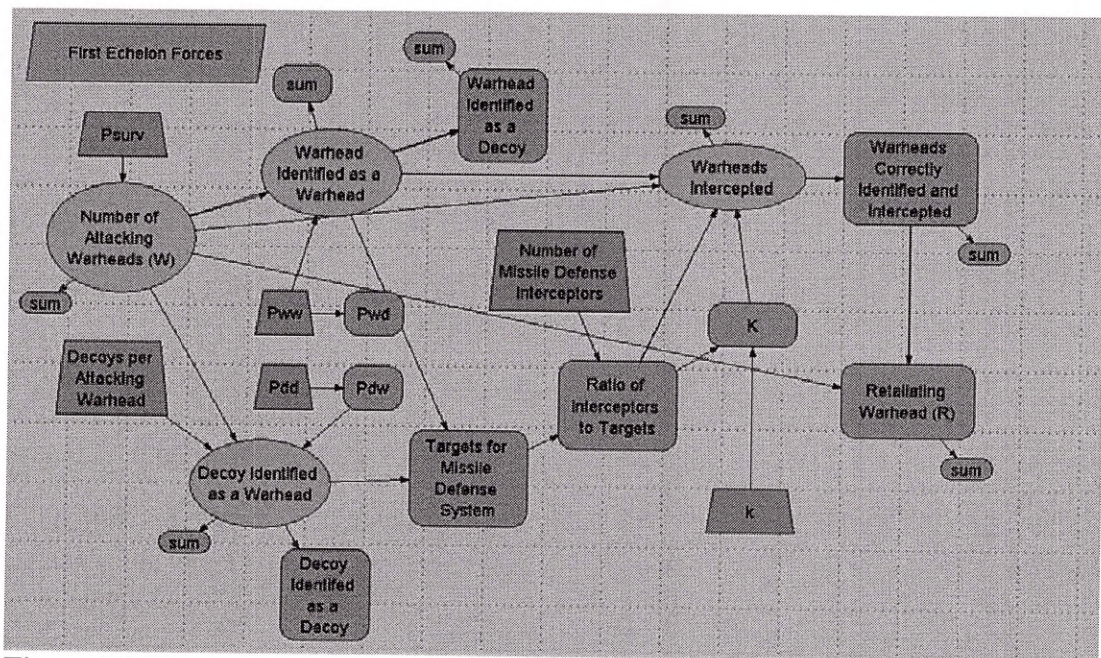 First Echelon Forces
sum
sum
Warhead
Identified
as a
Decoy
Psurv
Warhead
Identified as a
Warhead
sum
Warheads
Intercepted
Warheads
Correctly
Identified and
Intercepted
Number of
Attacking
Warheads (W)
sum
sum
Number of
Missile Defense
Interceptors
Pww
Pwd
K
Decoys per
Attacking
Warhead
Pdd
Pdw
Ratio of
Interceptors
to Targets
Retaliating
Warhead (R)
sum
Decoy Identified
as a Warhead
Targets for
Missile
Defense
System
k
sum
Decoy
Identifed
as a
Decoy